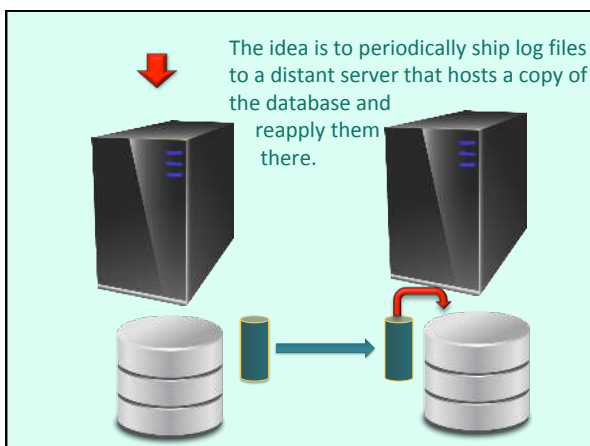 The idea is to periodically ship log files
to a distant server that hosts a copy of
the database and
reapply them
there.